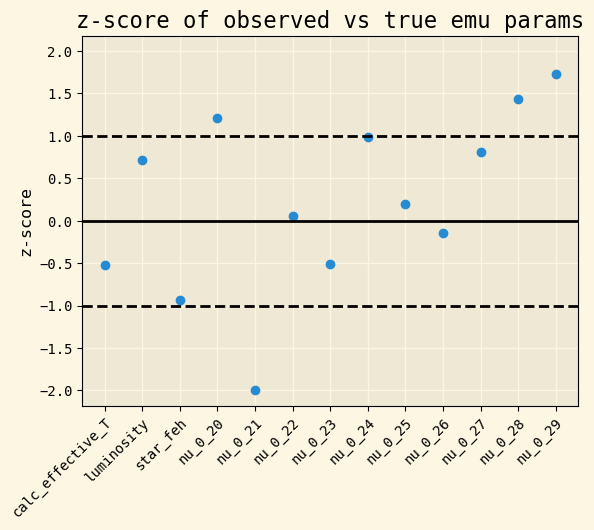 z-score of observed vs true emu params
z-score
2.0
1.5
1.0
0.5
0.0
−0.5
−1.0
−1.5
−2.0
calc_effective_T
luminosity
star_feh
nu_0_20
nu_0_21
nu_0_22
nu_0_23
nu_0_24
nu_0_25
nu_0_26
nu_0_27
nu_0_28
nu_0_29